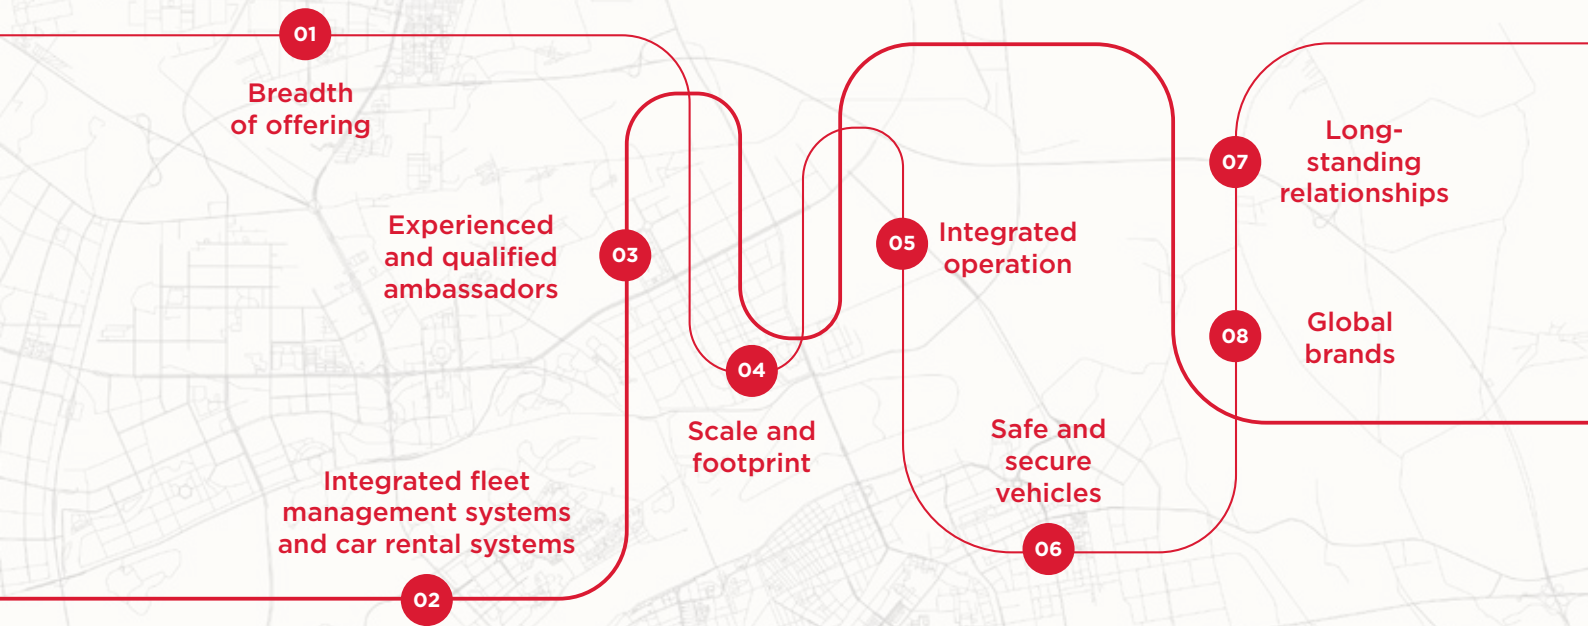 01
Breadth
of offering
02
Integrated fleet
management systems
and car rental systems
03
Experienced
and qualified
ambassadors
04
Scale and
footprint
05
Integrated
operation
06
Safe and
secure
vehicles
07
Long-
standing
relationships
08
Global
brands